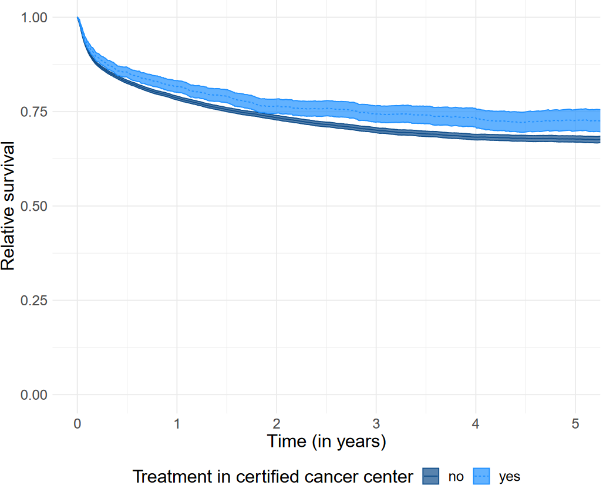 1.00
0.75
0.50
0.25
0.00
Relative survival
0 1 2 3 4 5
Time (in years)
Treatment in certified cancer center no yes